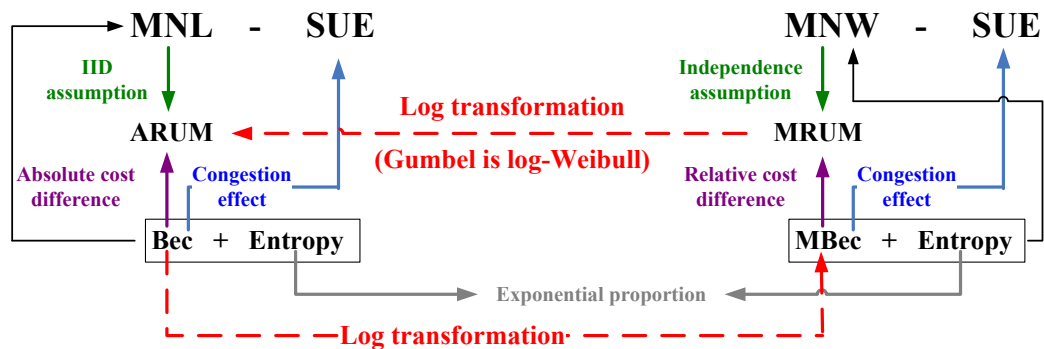 MNL - SUE
MNW - SUE
IID
assumption
Independence
assumption
Log transformation
ARUM
MRUM
(Gumbel is log-Weibull)
Absolute cost
difference
Congestion
effect
Relative cost
difference
Congestion
effect
Bec + Entropy
MBec + Entropy
Exponential proportion
Log transformation